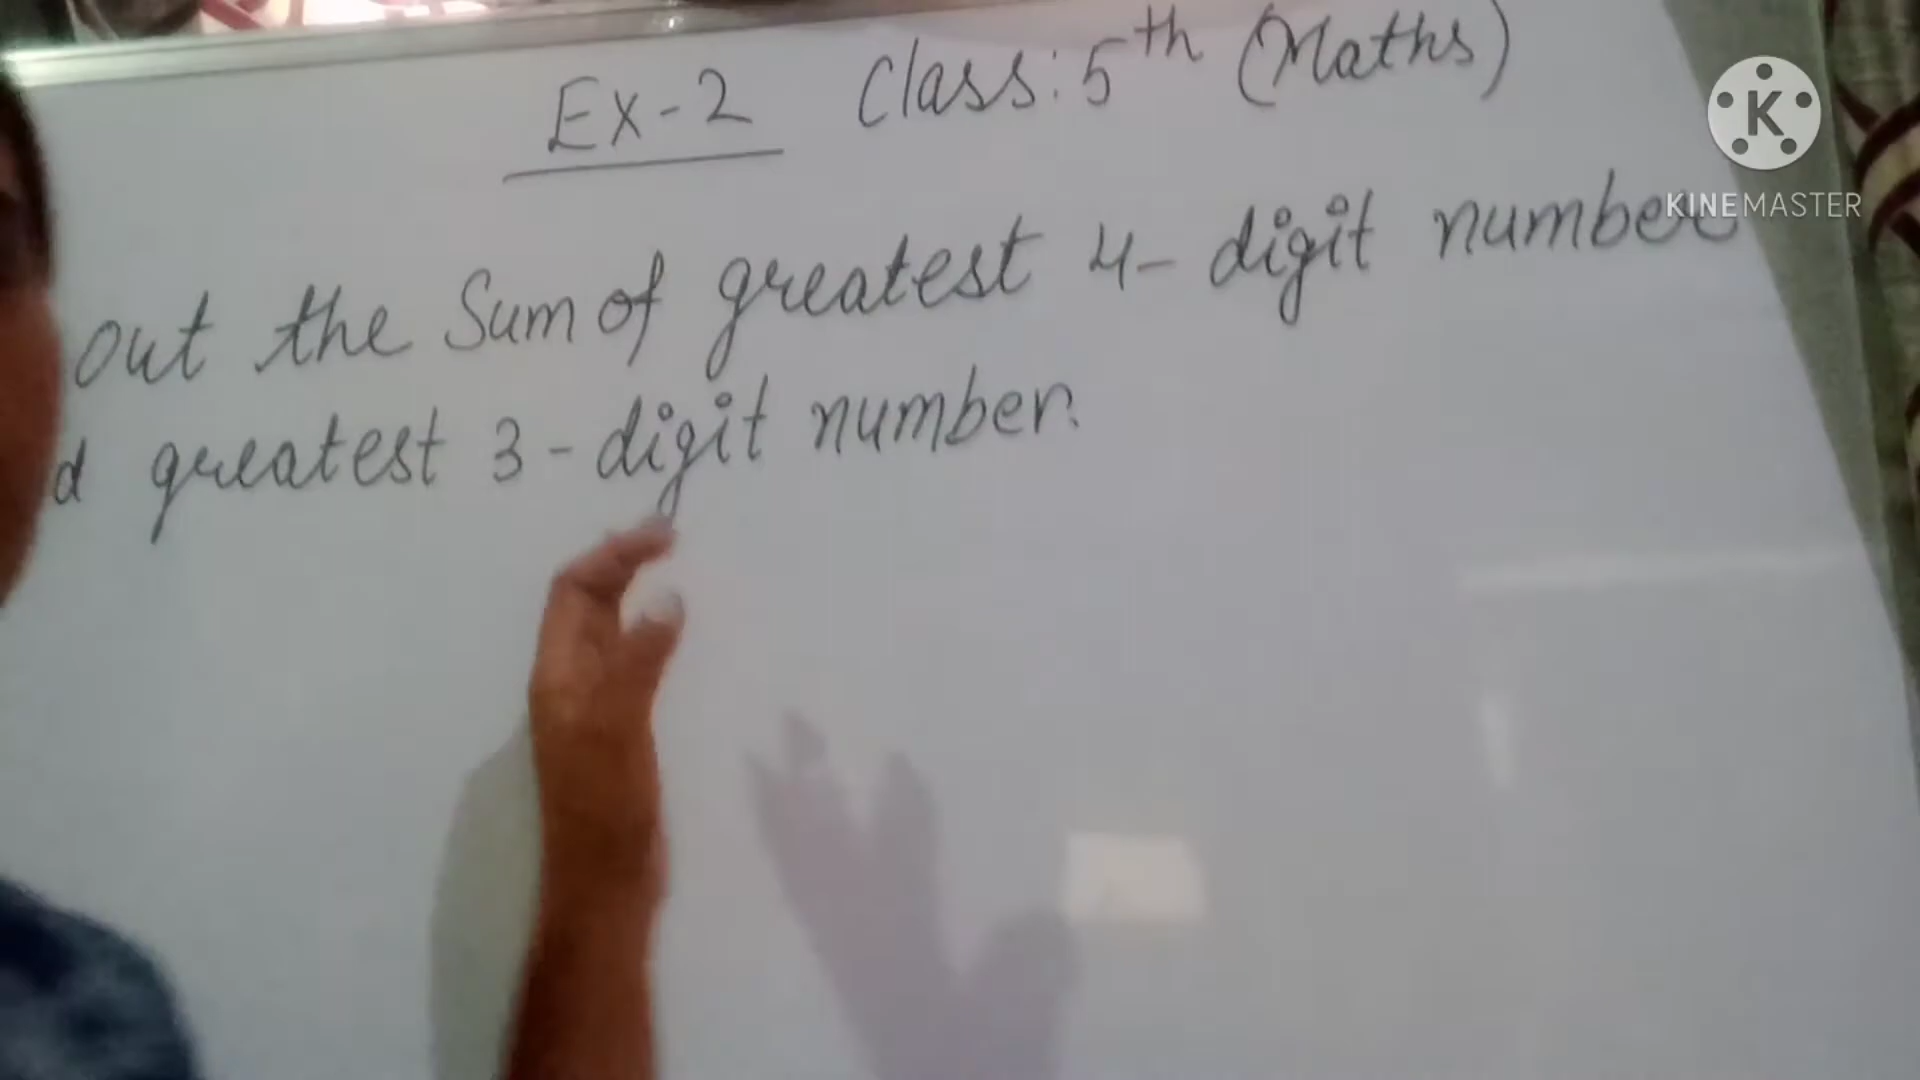 Ex-2 Class: 5th (Maths)
out the Sum of greatest 4-digit number
d greatest 3-digit number.
K
KINEMASTER